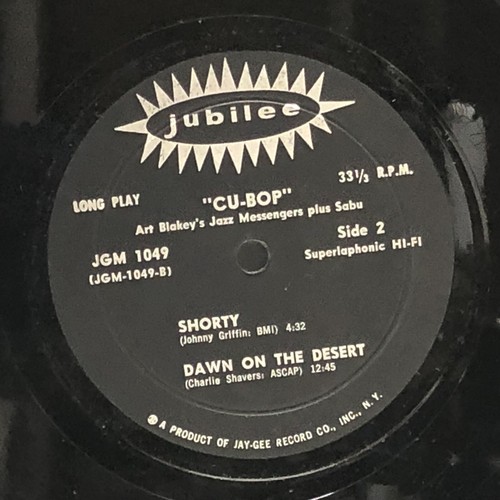 jubilee
LONG PLAY
33⅓ R.P.M.
"CU-BOP"
Art Blakey's Jazz Messengers plus Sabu
JGM 1049
(JGM-1049-B)
Side 2
Superlaphonic HI-FI
SHORTY
(Johnny Griffin: BMI) 4:32
DAWN ON THE DESERT
(Charlie Shavers: ASCAP) 12:45
A PRODUCT OF JAY-GEE RECORD CO., INC., N. Y.